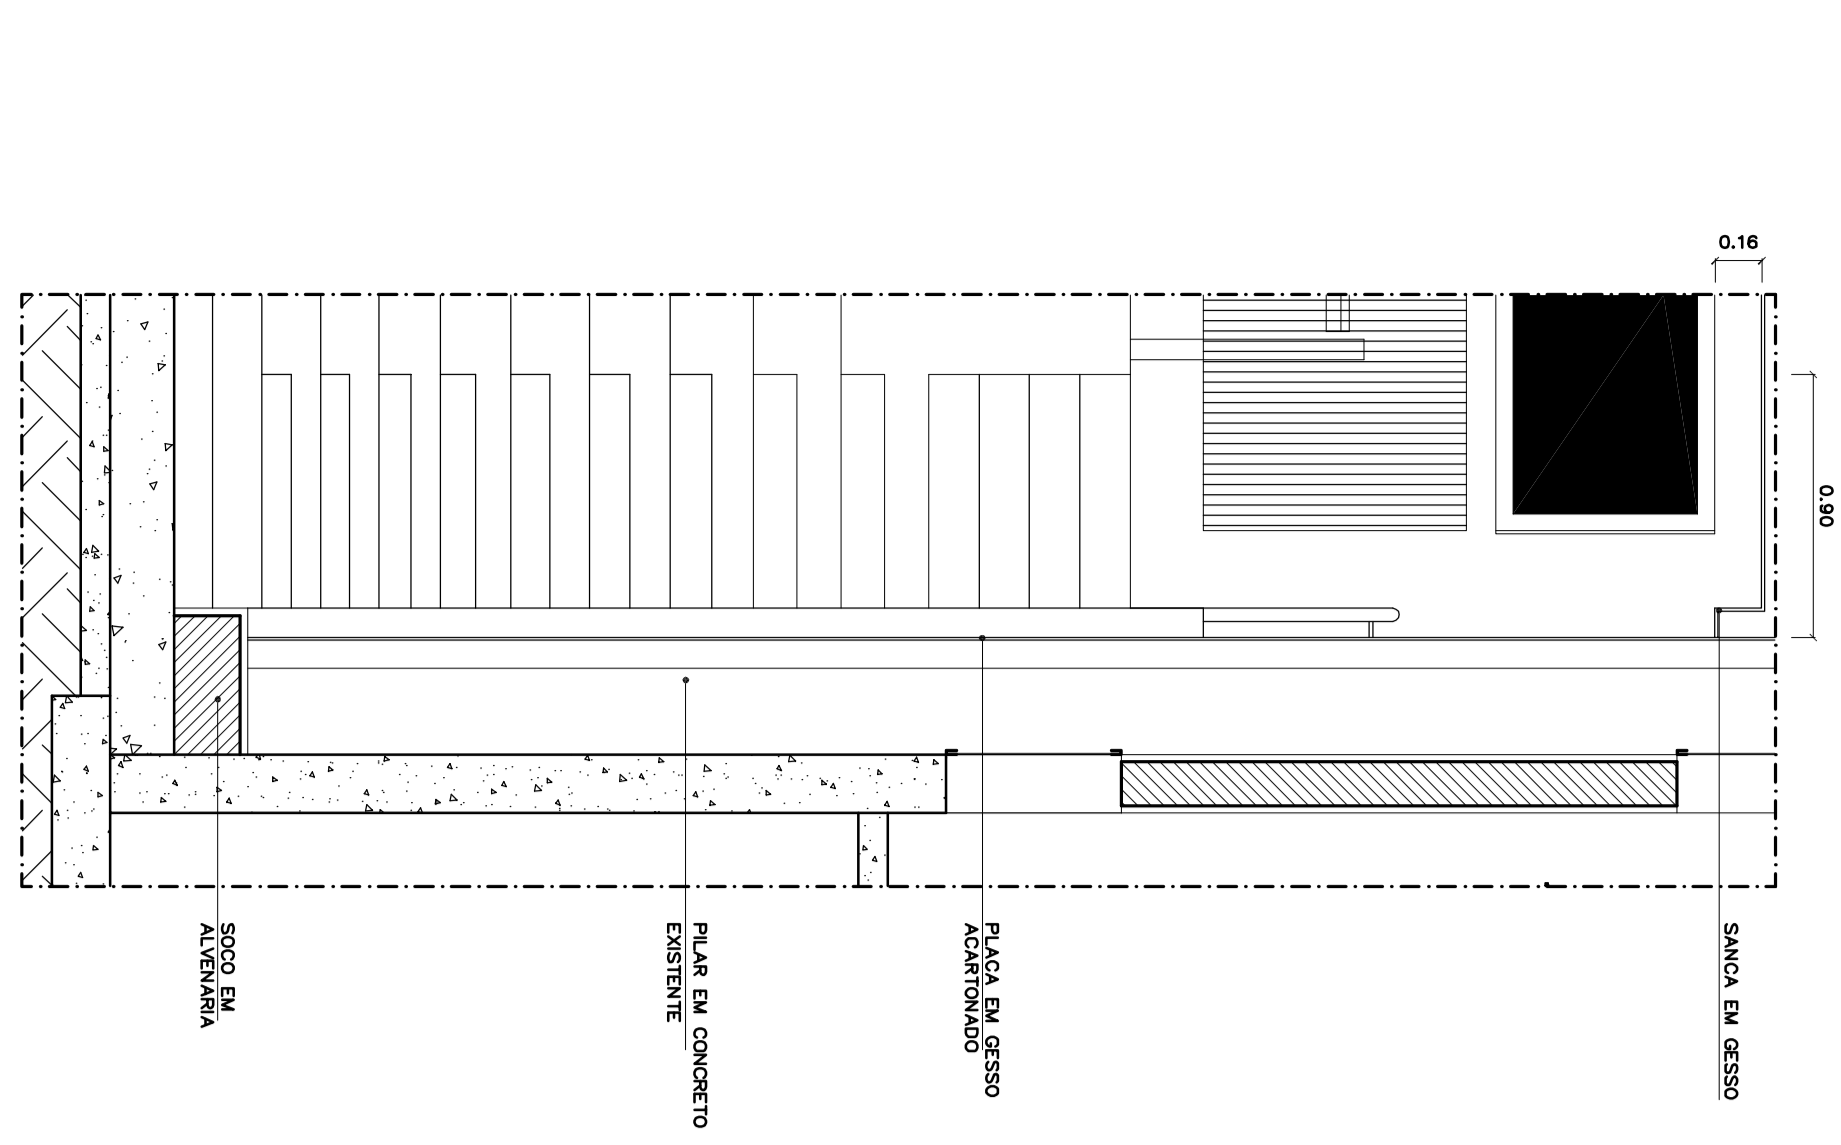 0.16
0.90
SANCA EM GESSO
PLACA EM GESSO
ACARTONADO
PILAR EM CONCRETO
EXISTENTE
SOCO EM
ALVENARIA